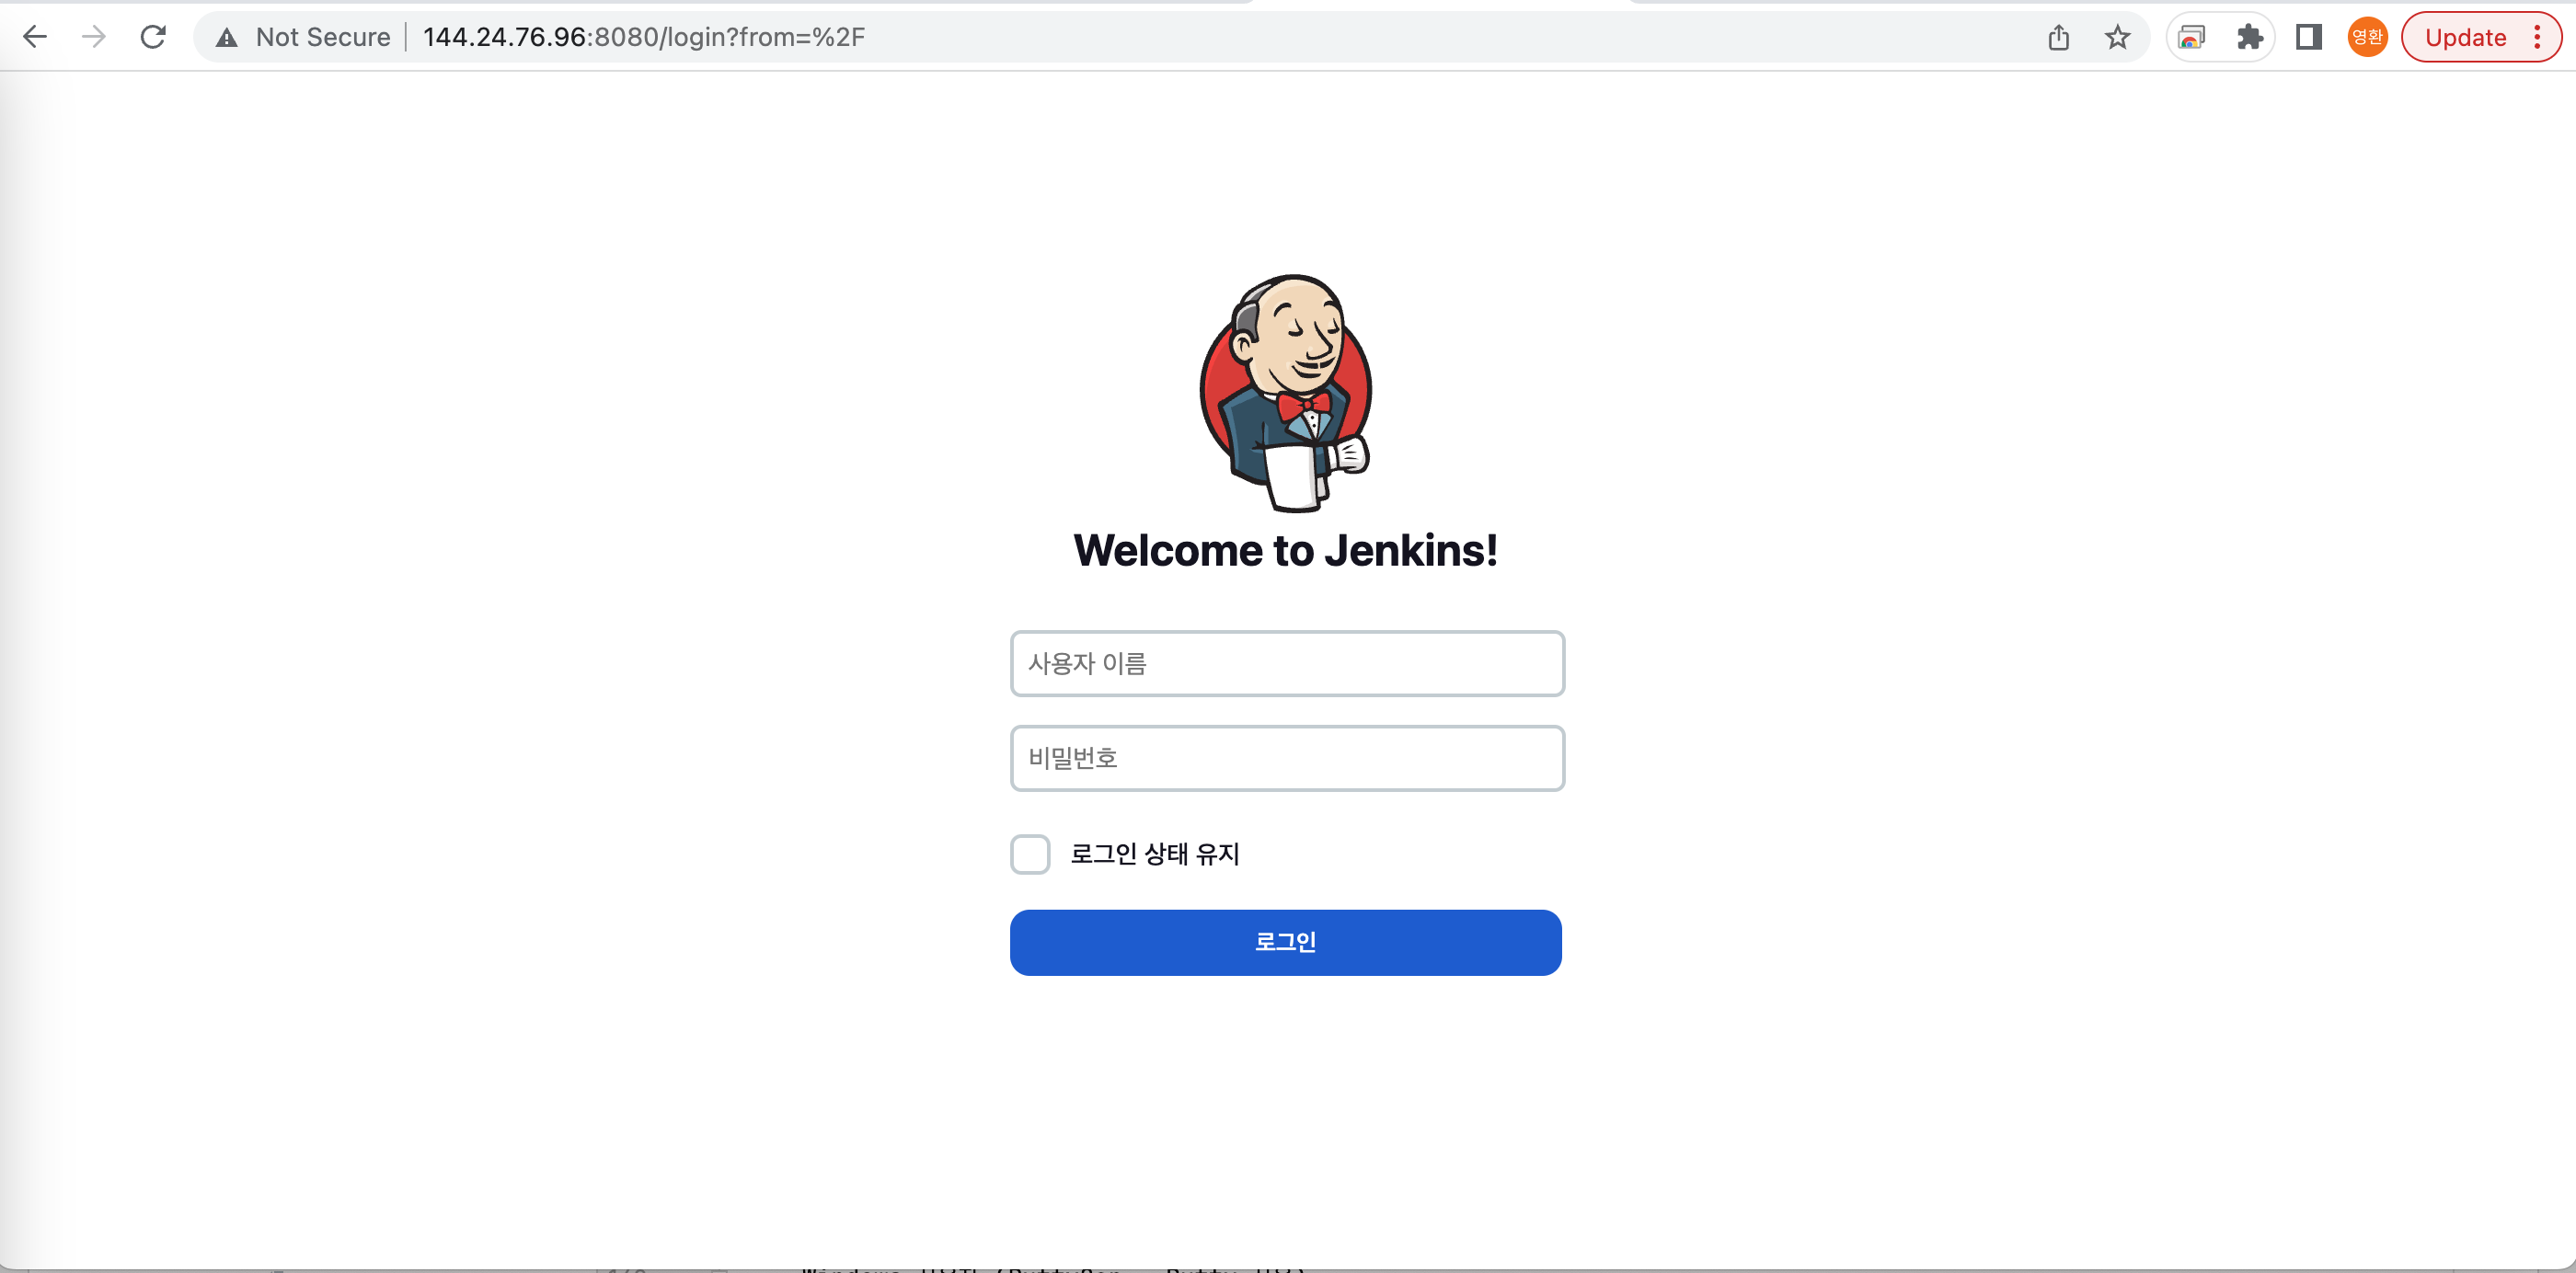 Not Secure 144.24.76.96:8080/login?from=%2F 영환 Update
Welcome to Jenkins!
사용자 이름
비밀번호
로그인 상태 유지
로그인